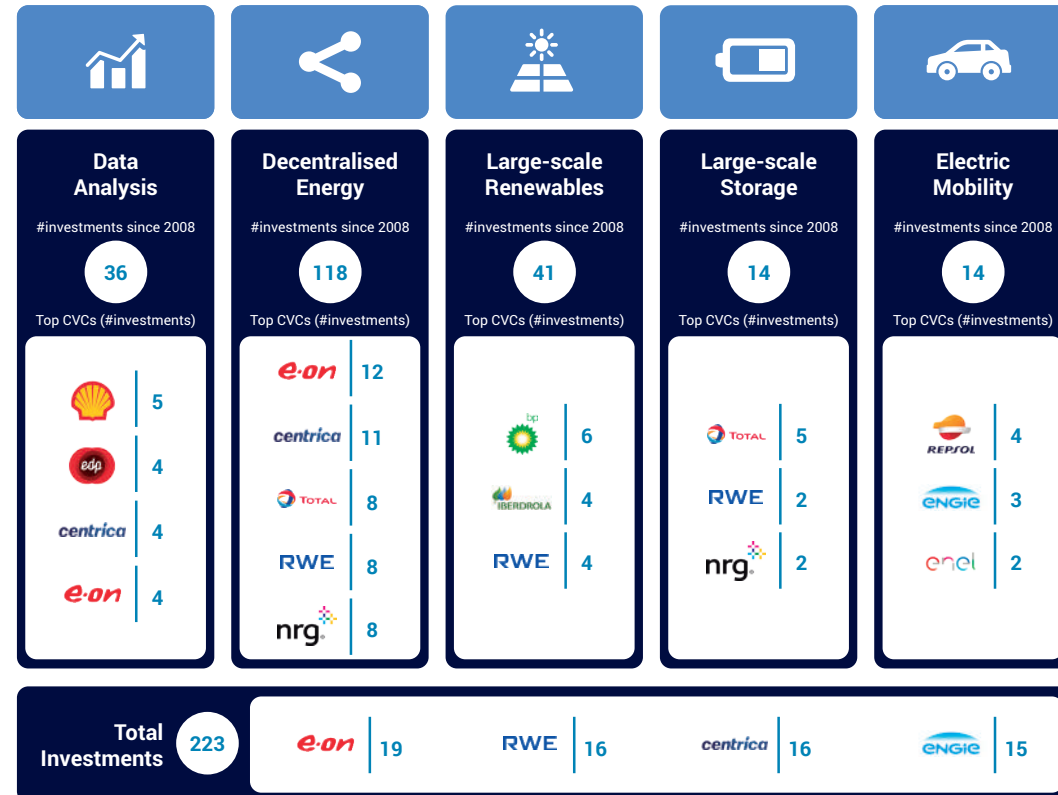 Data
Analysis
#investments since 2008
36
Top CVCs (#investments)
5
edp
4
centrica
4
e·on
4
Decentralised
Energy
#investments since 2008
118
Top CVCs (#investments)
e·on
12
centrica
11
TOTAL
8
RWE
8
nrg
8
Large-scale
Renewables
#investments since 2008
41
Top CVCs (#investments)
bp
6
IBERDROLA
4
RWE
4
Large-scale
Storage
#investments since 2008
14
Top CVCs (#investments)
TOTAL
5
RWE
2
nrg
2
Electric
Mobility
#investments since 2008
14
Top CVCs (#investments)
REPSOL
4
ENGIE
3
enel
2
Total
Investments
223
e·on
19
RWE
16
centrica
16
ENGIE
15